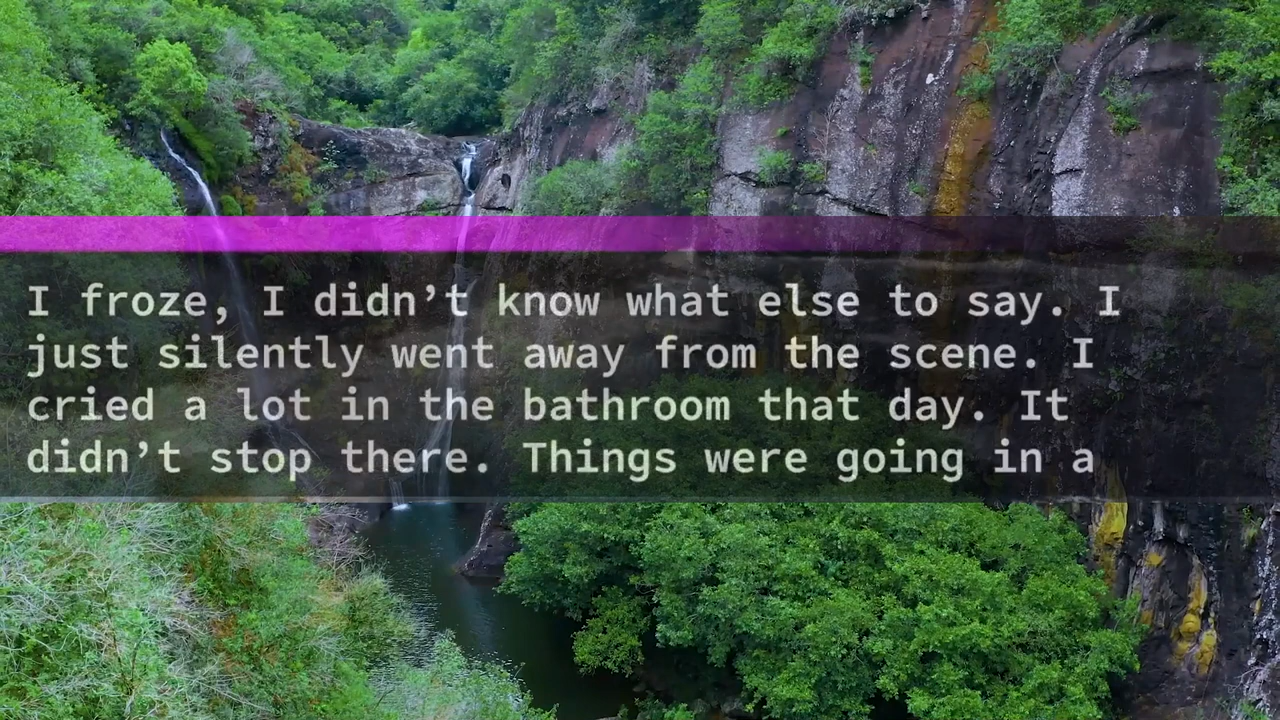 I froze, I didn’t know what else to say. I
just silently went away from the scene. I
cried a lot in the bathroom that day. It
didn’t stop there. Things were going in a